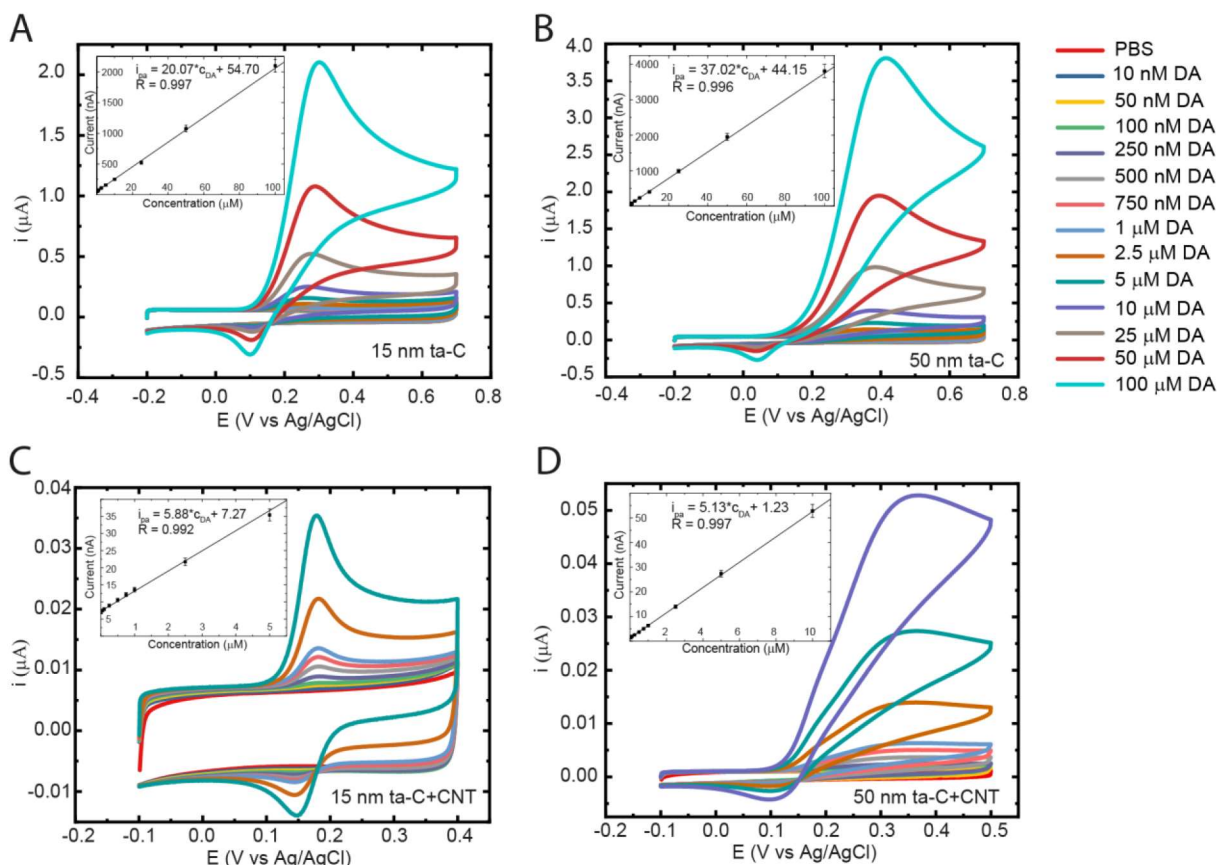 A
i_pa = 20.07*c_DA + 54.70
R = 0.997
Current (nA)
2000
1500
1000
500
20 40 60 80 100
Concentration (μM)
i (μA)
2.0
1.5
1.0
0.5
0.0
-0.5
-0.4 -0.2 0.0 0.2 0.4 0.6 0.8
E (V vs Ag/AgCl)
15 nm ta-C
B
i_pa = 37.02*c_DA + 44.15
R = 0.996
Current (nA)
4000
3000
2000
1000
20 40 60 80 100
Concentration (μM)
i (μA)
4.0
3.5
3.0
2.5
2.0
1.5
1.0
0.5
0.0
-0.5
-0.4 -0.2 0.0 0.2 0.4 0.6 0.8
E (V vs Ag/AgCl)
50 nm ta-C
PBS
10 nM DA
50 nM DA
100 nM DA
250 nM DA
500 nM DA
750 nM DA
1 μM DA
2.5 μM DA
5 μM DA
10 μM DA
25 μM DA
50 μM DA
100 μM DA
C
i_pa = 5.88*c_DA + 7.27
R = 0.992
Current (nA)
40
35
30
25
20
15
10
5
1 2 3 4 5
Concentration (μM)
i (μA)
0.04
0.03
0.02
0.01
0.00
-0.01
-0.2 -0.1 0.0 0.1 0.2 0.3 0.4
E (V vs Ag/AgCl)
15 nm ta-C+CNT
D
i_pa = 5.13*c_DA + 1.23
R = 0.997
Current (nA)
50
40
30
20
10
2 4 6 8 10
Concentration (μM)
i (μA)
0.05
0.04
0.03
0.02
0.01
0.00
-0.2 -0.1 0.0 0.1 0.2 0.3 0.4 0.5
E (V vs Ag/AgCl)
50 nm ta-C+CNT